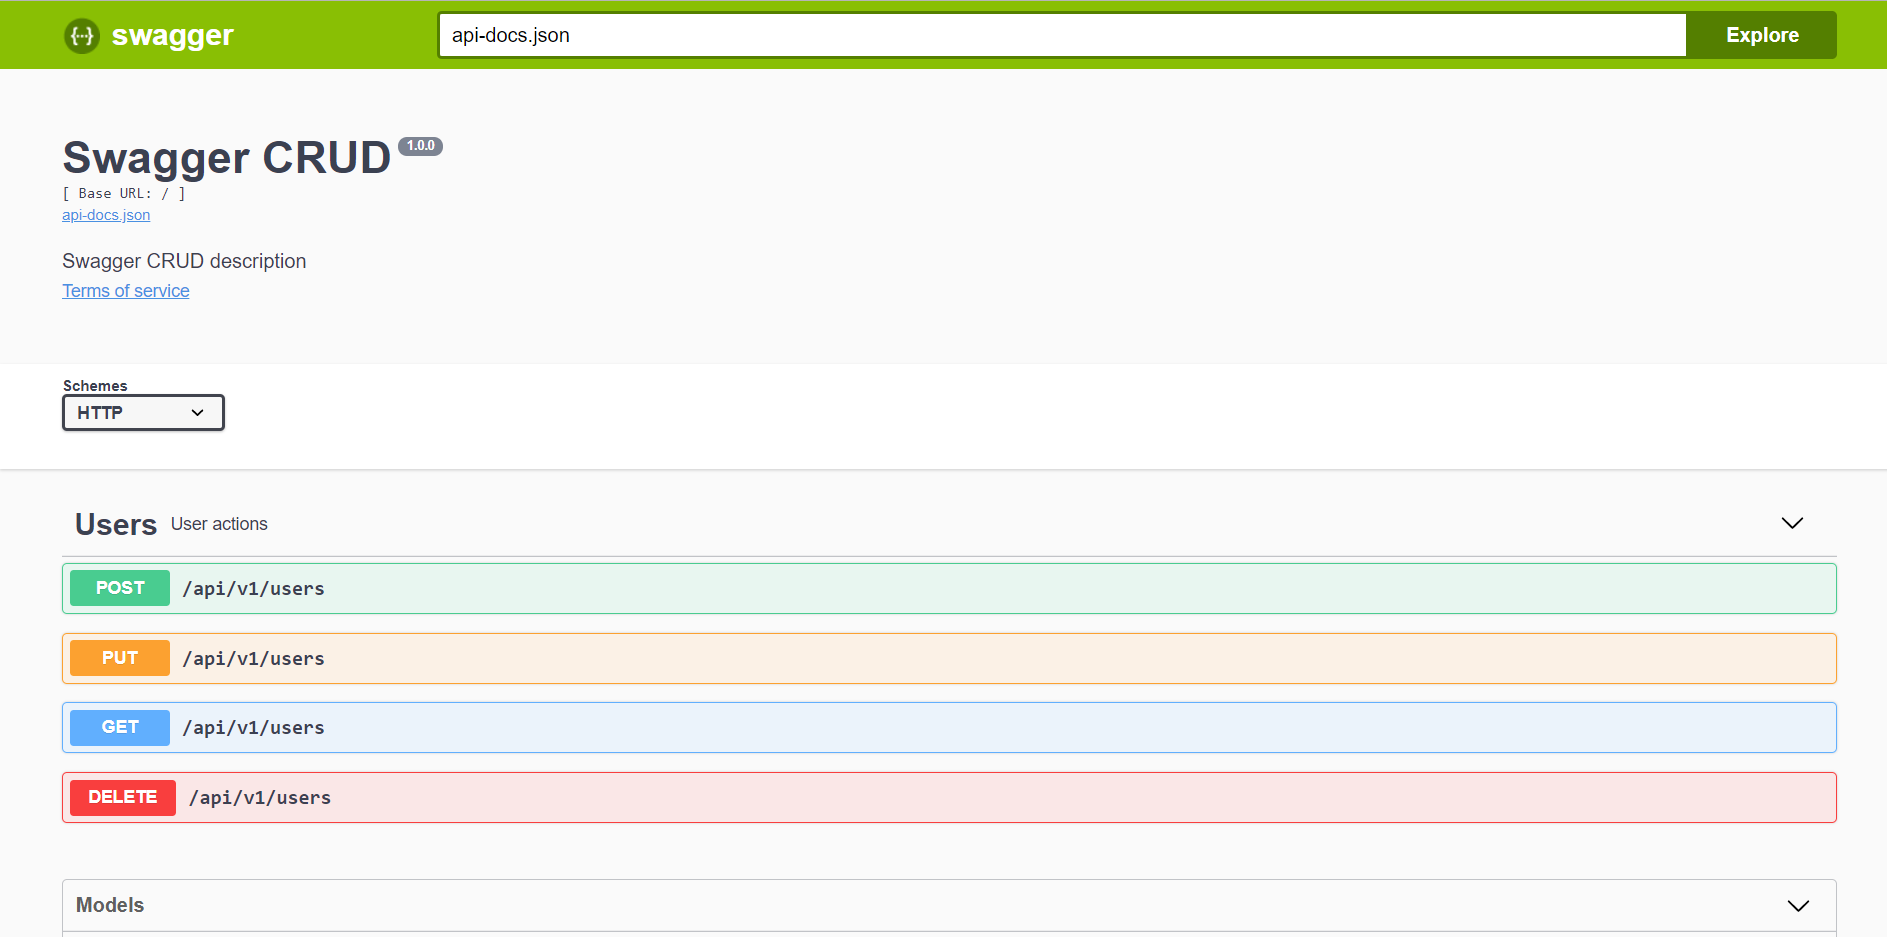 {···} swagger
api-docs.json
Explore
Swagger CRUD 1.0.0
[ Base URL: / ]
api-docs.json
Swagger CRUD description
Terms of service
Schemes
HTTP
Users User actions
POST /api/v1/users
PUT /api/v1/users
GET /api/v1/users
DELETE /api/v1/users
Models